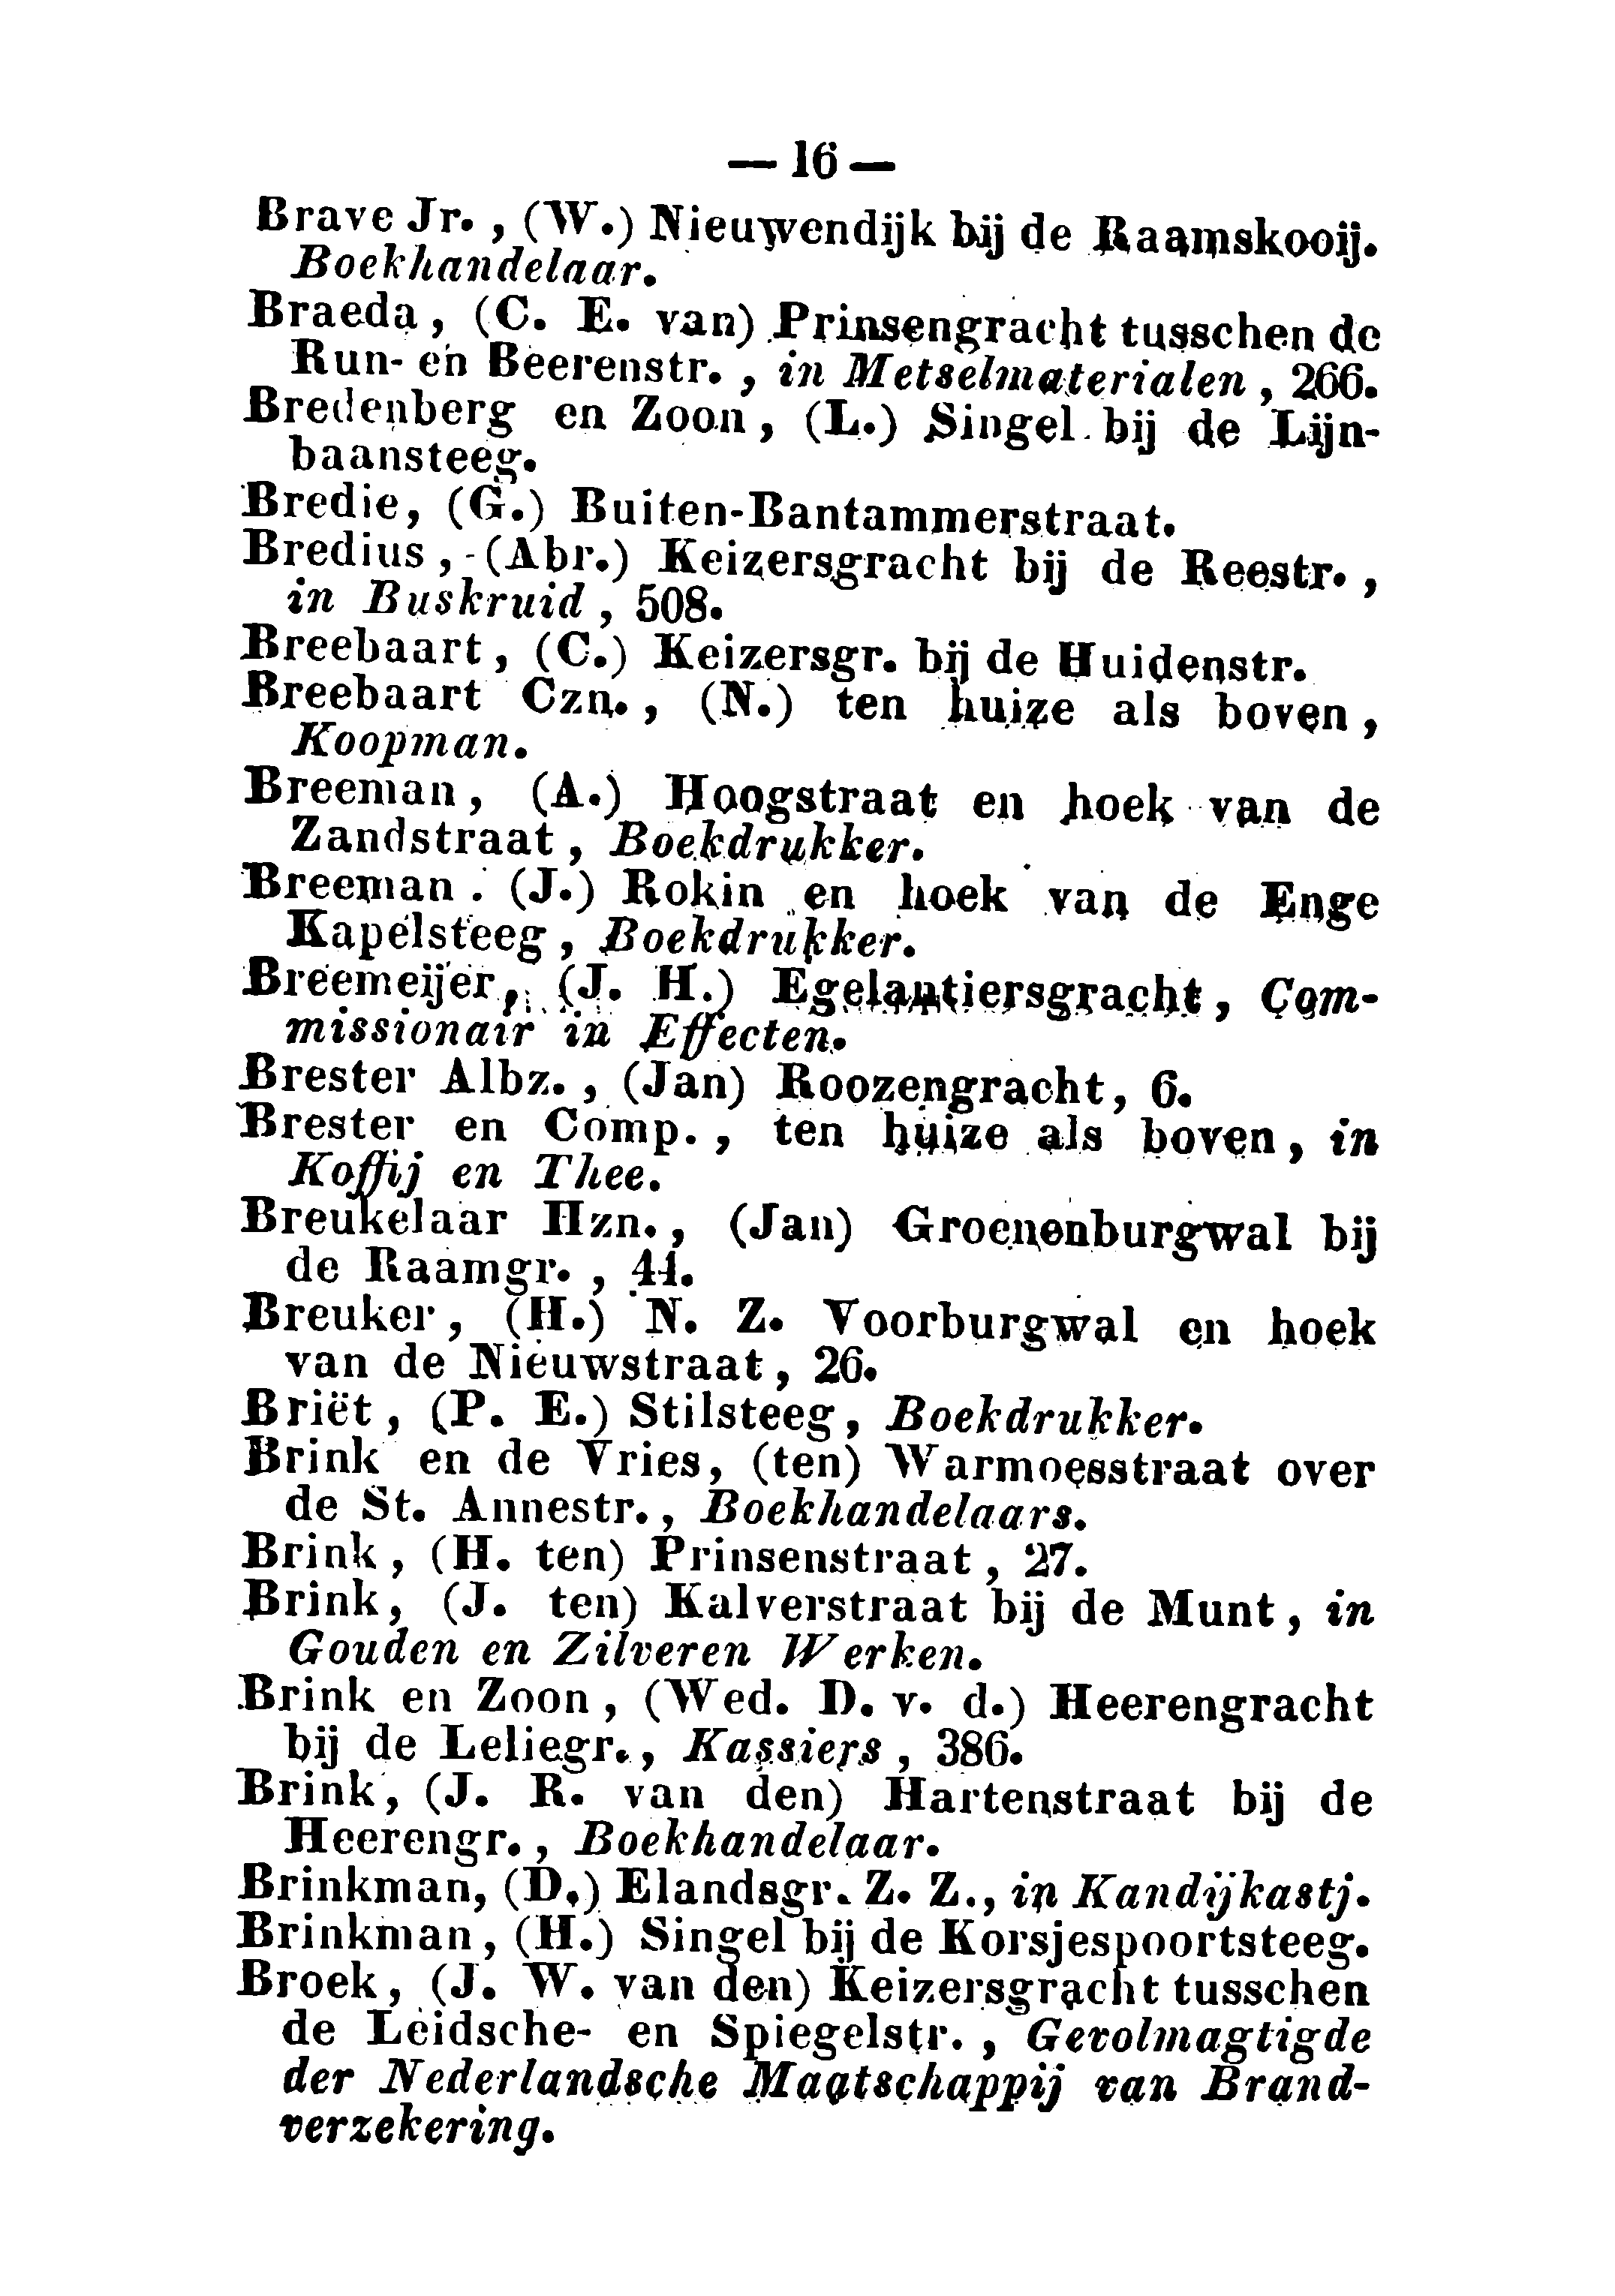 — 16 —
Brave Jr., (W.) Nieuwendijk bij de Raamskooij.
Boekhandelaar.
Braeda, (C. E. van) Prinsengracht tusschen de
Run- en Beerenstr., in Metselmaterialen, 266.
Bredenberg en Zoon, (L.) Singel bij de Lijn-
baansteeg.
Bredie, (G.) Buiten-Bantammerstraat.
Bredius, (Abr.) Keizersgracht bij de Reestr.,
in Buskruid, 508.
Breebaart, (C.) Keizersgr. bij de Huidenstr.
Breebaart Czn., (N.) ten huize als boven,
Koopman.
Breeman, (A.) Hoogstraat en hoek van de
Zandstraat, Boekdrukker.
Breeman. (J.) Rokin en hoek van de Enge
Kapelsteeg, Boekdrukker.
Breemeijer, (J. H.) Egelantiersgracht, Com-
missionair in Effecten.
Brester Albz., (Jan) Roozengracht, 6.
Brester en Comp., ten huize als boven, in
Koffij en Thee.
Breukelaar Hzn., (Jan) Groenenburgwal bij
de Raamgr., 41.
Breuker, (H.) N. Z. Voorburgwal en hoek
van de Nieuwstraat, 26.
Briët, (P. E.) Stilsteeg, Boekdrukker.
Brink en de Vries, (ten) Warmoesstraat over
de St. Annestr., Boekhandelaars.
Brink, (H. ten) Prinsenstraat, 27.
Brink, (J. ten) Kalverstraat bij de Munt, in
Gouden en Zilveren Werken.
Brink en Zoon, (Wed. D. v. d.) Heerengracht
bij de Leliegr., Kassiers, 386.
Brink, (J. R. van den) Hartenstraat bij de
Heerengr., Boekhandelaar.
Brinkman, (D.) Elandsgr. Z. Z., in Kandijkastj.
Brinkman, (H.) Singel bij de Korsjespoortsteeg.
Broek, (J. W. van den) Keizersgracht tusschen
de Leidsche- en Spiegelstr., Gevolmagtigde
der Nederlandsche Maatschappij van Brand-
verzekering.